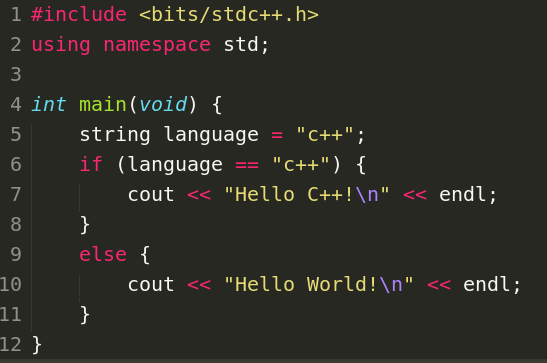 1 #include <bits/stdc++.h>
2 using namespace std;
3
4 int main(void) {
5     string language = "c++";
6     if (language == "c++") {
7         cout << "Hello C++!\n" << endl;
8     }
9     else {
10         cout << "Hello World!\n" << endl;
11     }
12 }